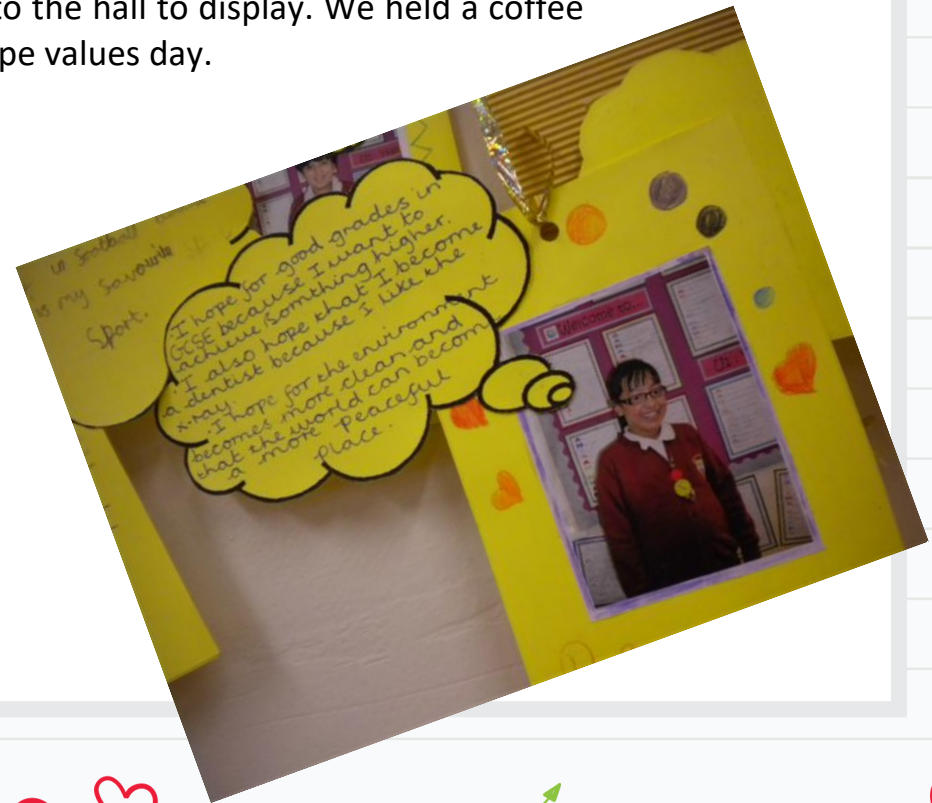 to the hall to display. We held a coffee
pe values day.
is my favourite
Sport.
I hope for good grades in
GCSE because I want to
achieve somthing higher.
I also hope that I become
a dentist because I like the
x-ray.
I hope for the environment
becomes more clean and
that the world can become
a more peaceful
place.
Welcome to...